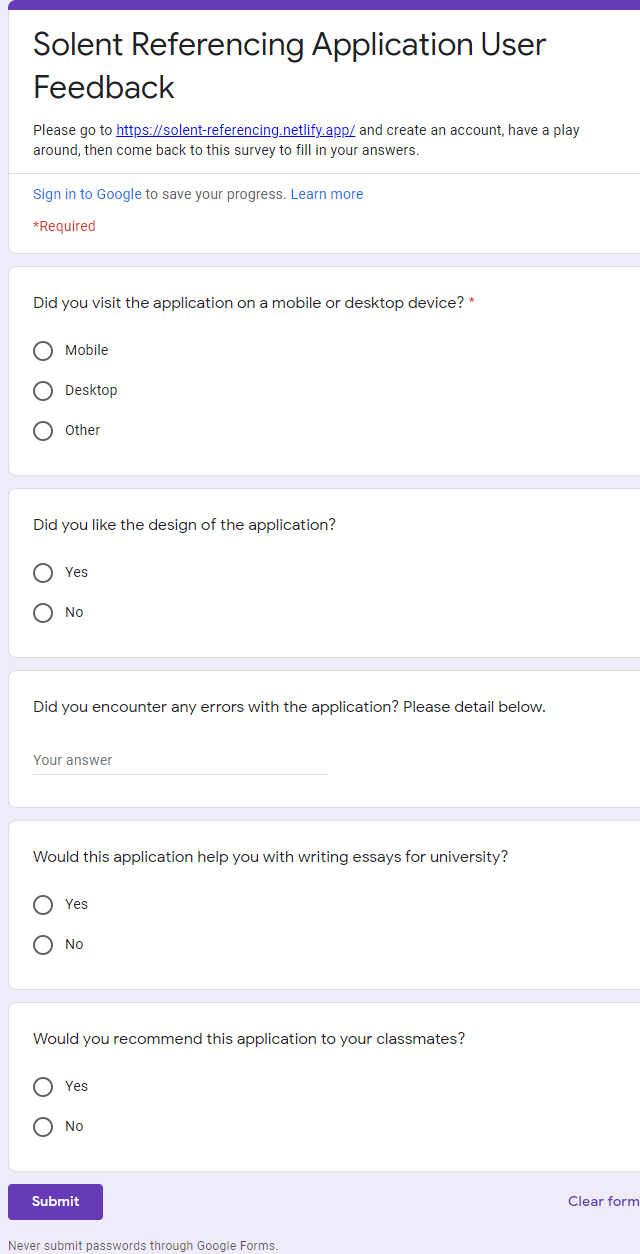 Solent Referencing Application User
Feedback
Please go to https://solent-referencing.netlify.app/ and create an account, have a play
around, then come back to this survey to fill in your answers.
Sign in to Google to save your progress. Learn more
*Required
Did you visit the application on a mobile or desktop device? *
Mobile
Desktop
Other
Did you like the design of the application?
Yes
No
Did you encounter any errors with the application? Please detail below.
Your answer
Would this application help you with writing essays for university?
Yes
No
Would you recommend this application to your classmates?
Yes
No
Submit Clear form
Never submit passwords through Google Forms.